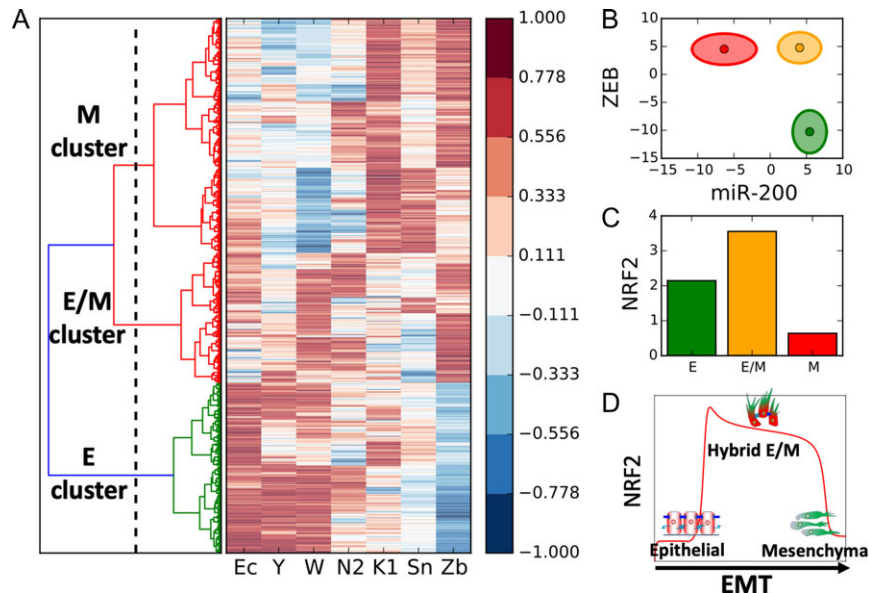 A
M
cluster
E/M
cluster
E
cluster
Ec Y W N2 K1 Sn Zb
1.000
0.778
0.556
0.333
0.111
−0.111
−0.333
−0.556
−0.778
−1.000
B
ZEB
10
5
0
−5
−10
−15
−15 −10 −5 0 5 10
miR-200
C
NRF2
4
3
2
1
0
E E/M M
D
NRF2
Hybrid E/M
Epithelial Mesenchyma
EMT